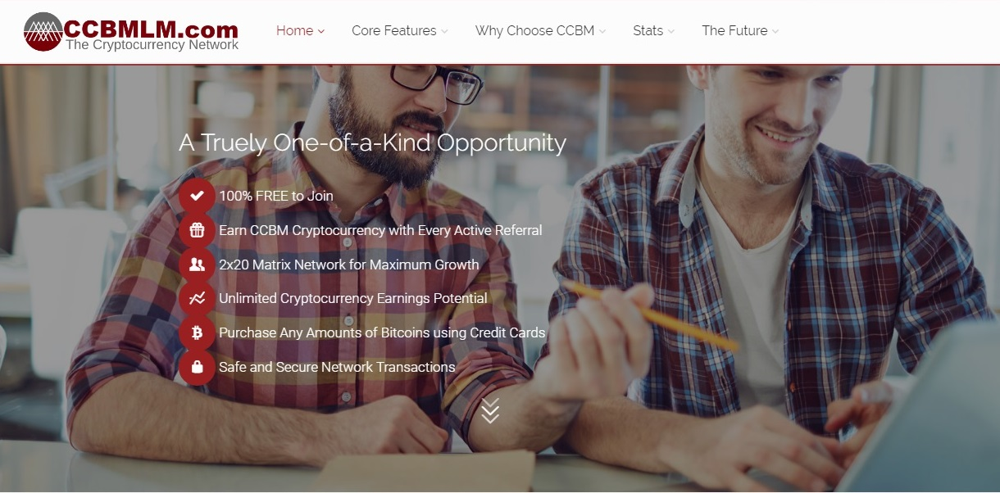 CCBMLM.com
The Cryptocurrency Network
Home
Core Features
Why Choose CCBM
Stats
The Future
A Truely One-of-a-Kind Opportunity
100% FREE to Join
Earn CCBM Cryptocurrency with Every Active Referral
2x20 Matrix Network for Maximum Growth
Unlimited Cryptocurrency Earnings Potential
Purchase Any Amounts of Bitcoins using Credit Cards
Safe and Secure Network Transactions